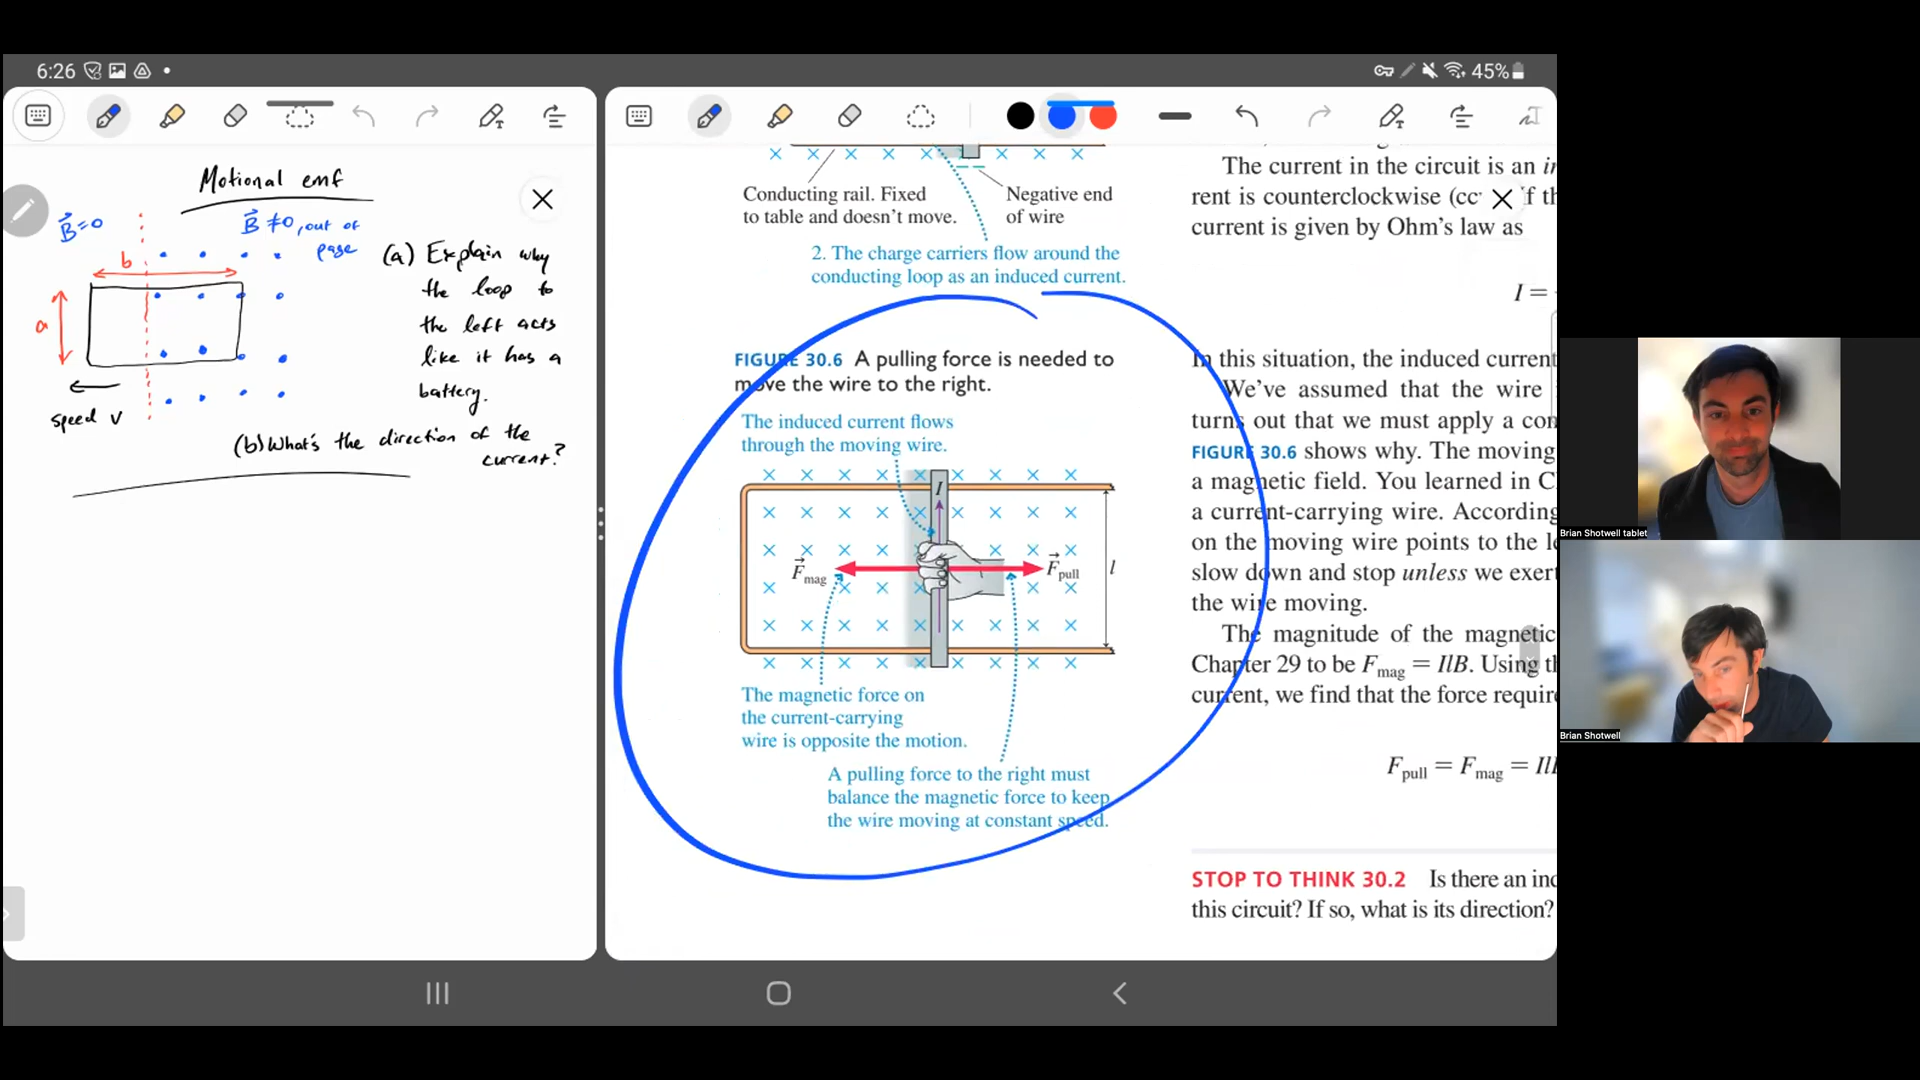 6:26
45%
Motional emf
B=0
B≠0, out of
page
b
a
speed v
(a) Explain why
the loop to
the left acts
like it has a
battery.
(b) What's the direction of the
current?
Conducting rail. Fixed
to table and doesn't move.
Negative end
of wire
2. The charge carriers flow around the
conducting loop as an induced current.
FIGURE 30.6 A pulling force is needed to
move the wire to the right.
The induced current flows
through the moving wire.
I
F mag
F pull
l
The magnetic force on
the current-carrying
wire is opposite the motion.
A pulling force to the right must
balance the magnetic force to keep
the wire moving at constant speed.
The current in the circuit is an in
rent is counterclockwise (cc f th
current is given by Ohm's law as
I =
In this situation, the induced current
We've assumed that the wire
turns out that we must apply a con
FIGURE 30.6 shows why. The moving
a magnetic field. You learned in C
a current-carrying wire. According
on the moving wire points to the le
slow down and stop unless we exer
the wire moving.
The magnitude of the magnetic
Chapter 29 to be Fmag = IlB. Using th
current, we find that the force require
Fpull = Fmag = Il
STOP TO THINK 30.2 Is there an ind
this circuit? If so, what is its direction?
Brian Shotwell tablet
Brian Shotwell